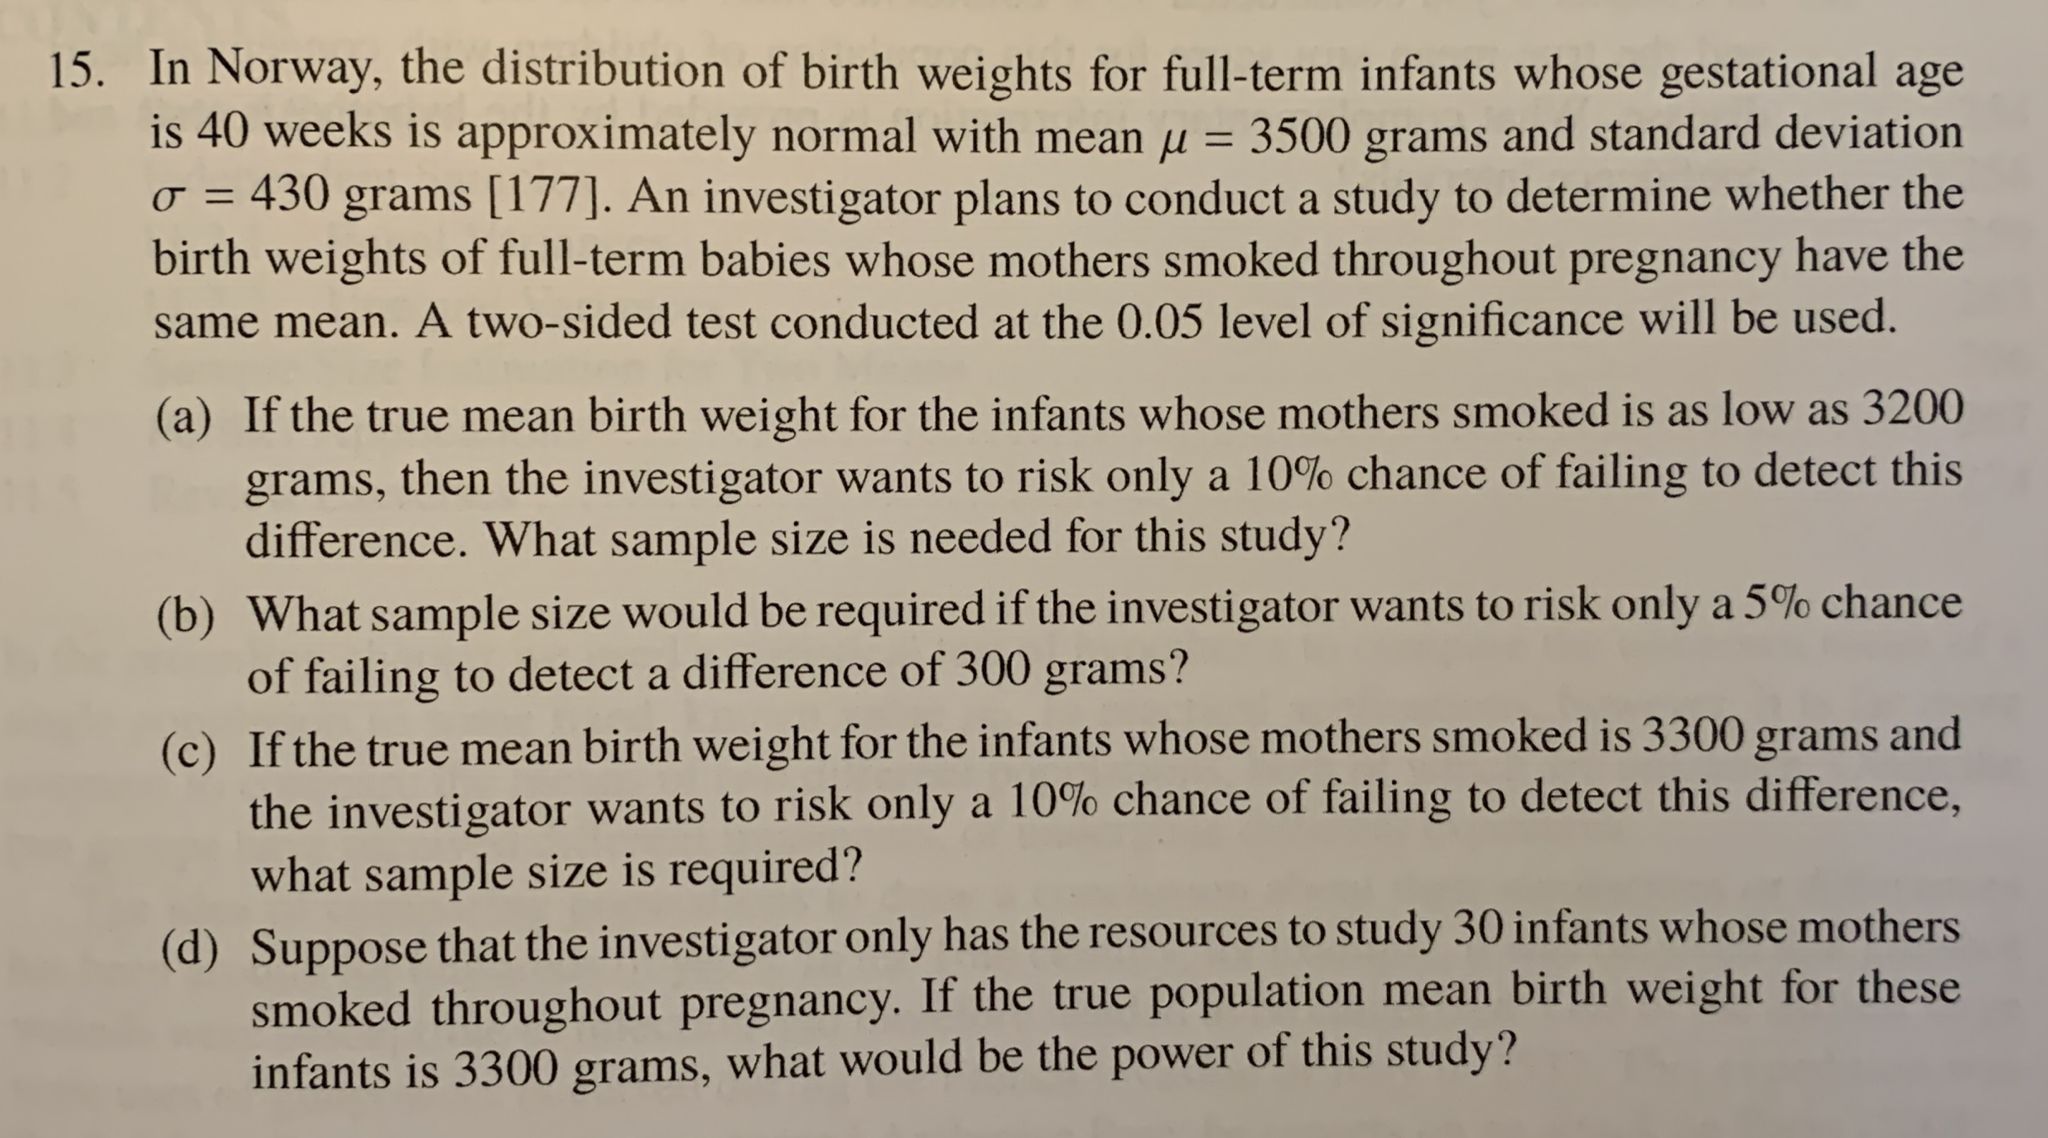 15. In Norway, the distribution of birth weights for full-term infants whose gestational age
is 40 weeks is approximately normal with mean μ = 3500 grams and standard deviation
σ = 430 grams [177]. An investigator plans to conduct a study to determine whether the
birth weights of full-term babies whose mothers smoked throughout pregnancy have the
same mean. A two-sided test conducted at the 0.05 level of significance will be used.
(a) If the true mean birth weight for the infants whose mothers smoked is as low as 3200
grams, then the investigator wants to risk only a 10% chance of failing to detect this
difference. What sample size is needed for this study?
(b) What sample size would be required if the investigator wants to risk only a 5% chance
of failing to detect a difference of 300 grams?
(c) If the true mean birth weight for the infants whose mothers smoked is 3300 grams and
the investigator wants to risk only a 10% chance of failing to detect this difference,
what sample size is required?
(d) Suppose that the investigator only has the resources to study 30 infants whose mothers
smoked throughout pregnancy. If the true population mean birth weight for these
infants is 3300 grams, what would be the power of this study?